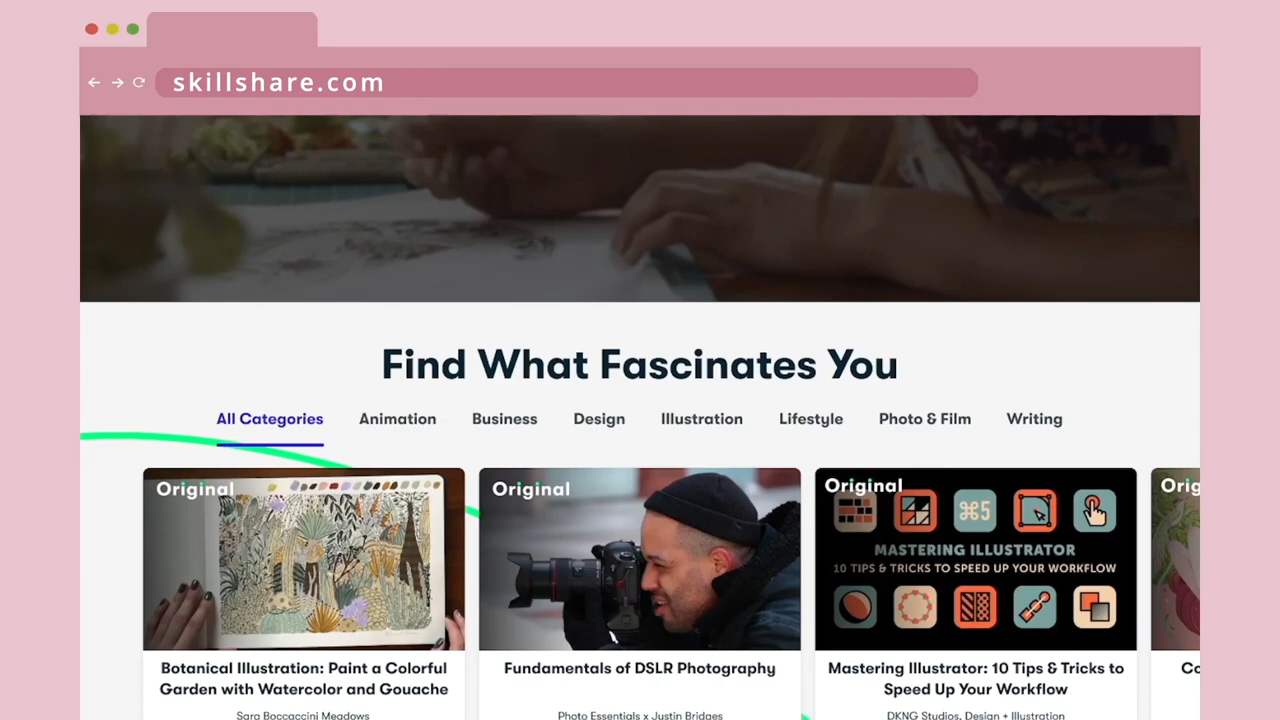 skillshare.com
Find What Fascinates You
All Categories
Animation
Business
Design
Illustration
Lifestyle
Photo & Film
Writing
Original
Original
Original
Orig
⌘5
MASTERING ILLUSTRATOR
10 TIPS & TRICKS TO SPEED UP YOUR WORKFLOW
Botanical Illustration: Paint a Colorful
Garden with Watercolor and Gouache
Sara Boccaccini Meadows
Fundamentals of DSLR Photography
Photo Essentials x Justin Bridges
Mastering Illustrator: 10 Tips & Tricks to
Speed Up Your Workflow
DKNG Studios, Design + Illustration
Co